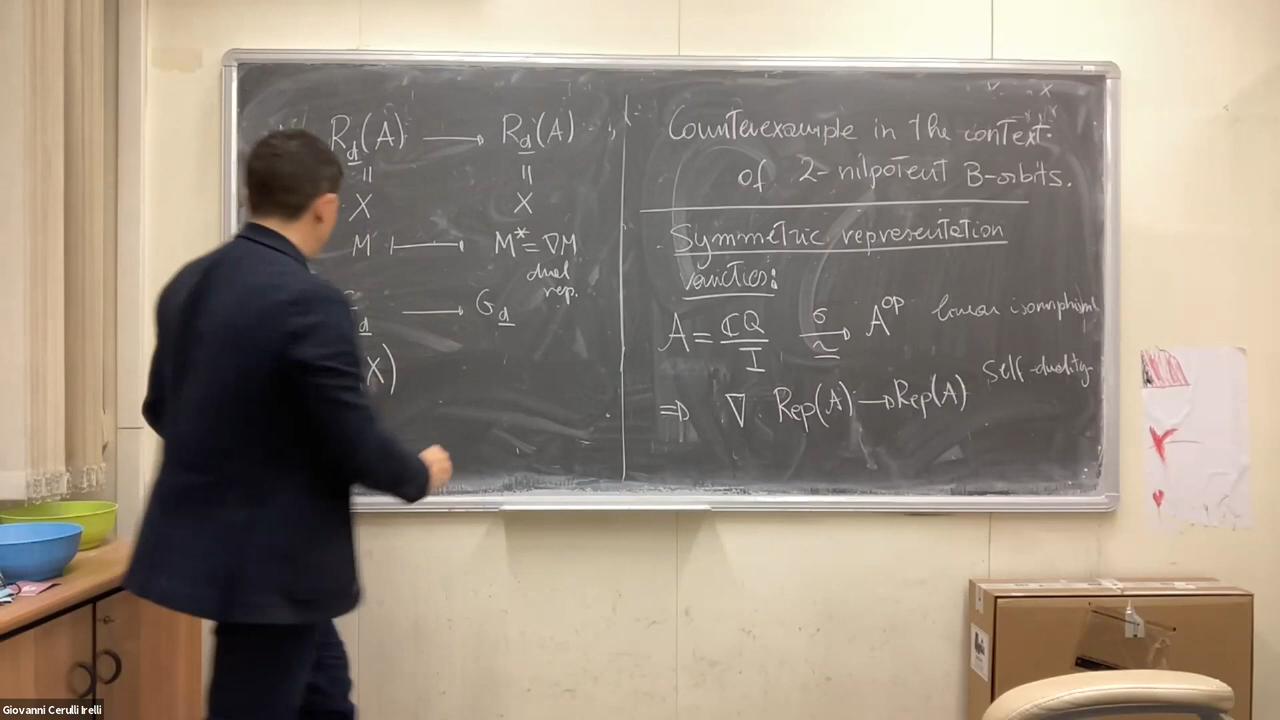 R_d(A) → R_d(A)
॥ ॥
X X
M ↦ M* = ∇M
dual
rep.
d → G_d
X)
Counterexample in the context
of 2-nilpotent B-orbits.
Symmetric representation
varieties:
A = ℂQ/I σ ≃→ A^op linear isomorphism
⇒ ∇ Rep(A) → Rep(A) self-duality
Giovanni Cerulli Irelli